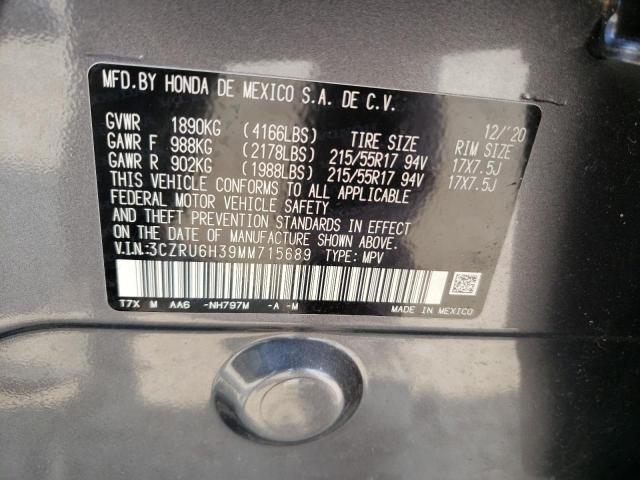 MFD.BY HONDA DE MEXICO S.A. DE C.V.
12/'20
GVWR 1890KG (4166LBS) TIRE SIZE RIM SIZE
GAWR F 988KG (2178LBS) 215/55R17 94V 17X7.5J
GAWR R 902KG (1988LBS) 215/55R17 94V 17X7.5J
THIS VEHICLE CONFORMS TO ALL APPLICABLE
FEDERAL MOTOR VEHICLE SAFETY
AND THEFT PREVENTION STANDARDS IN EFFECT
ON THE DATE OF MANUFACTURE SHOWN ABOVE.
V.I.N.:3CZRU6H39MM715689 TYPE: MPV
T7X M AA6 -NH797M -A -M MADE IN MEXICO